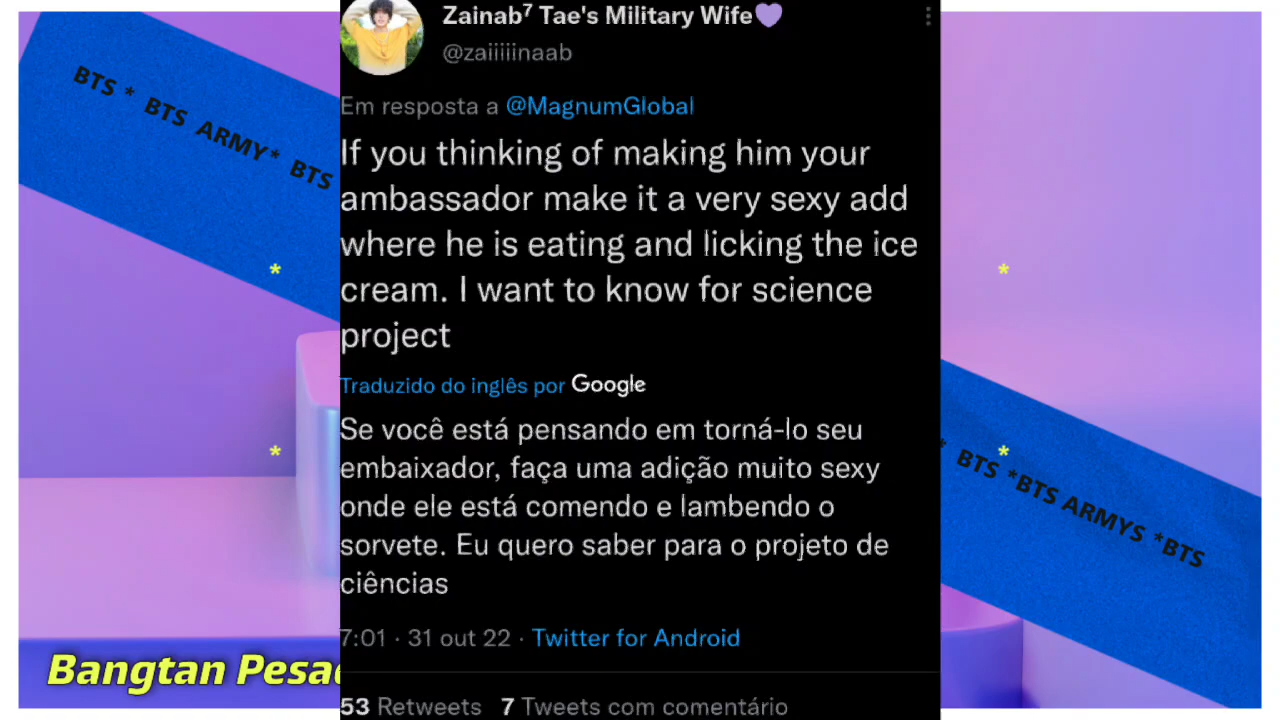 BTS * BTS ARMY* BTS
Zainab⁷ Tae's Military Wife💜
@zaiiiiinaab
Em resposta a @MagnumGlobal
If you thinking of making him your
ambassador make it a very sexy add
where he is eating and licking the ice
cream. I want to know for science
project
Traduzido do inglês por Google
Se você está pensando em torná-lo seu
embaixador, faça uma adição muito sexy
onde ele está comendo e lambendo o
sorvete. Eu quero saber para o projeto de
ciências
7:01 · 31 out 22 · Twitter for Android
53 Retweets 7 Tweets com comentário
* BTS *BTS ARMYS *BTS
Bangtan